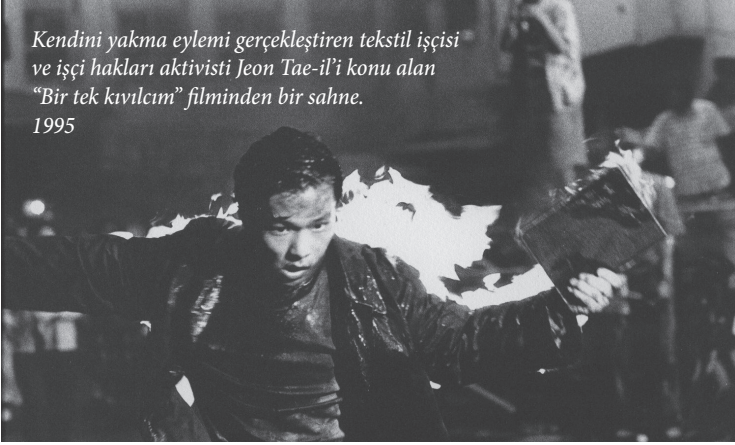 Kendini yakma eylemi gerçekleştiren tekstil işçisi
ve işçi hakları aktivisti Jeon Tae-il’i konu alan
“Bir tek kıvılcım” filminden bir sahne.
1995